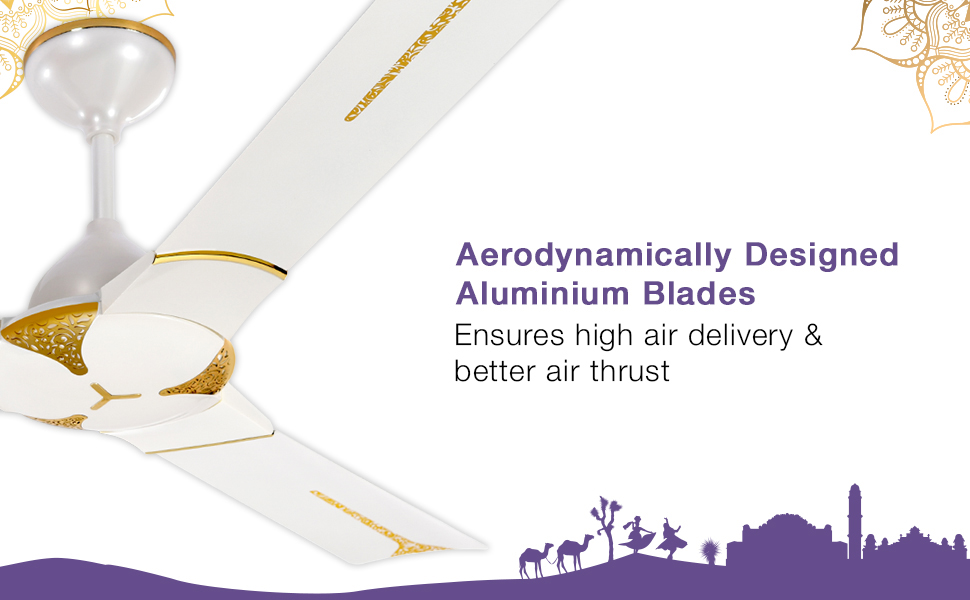 Aerodynamically Designed
Aluminium Blades
Ensures high air delivery &
better air thrust